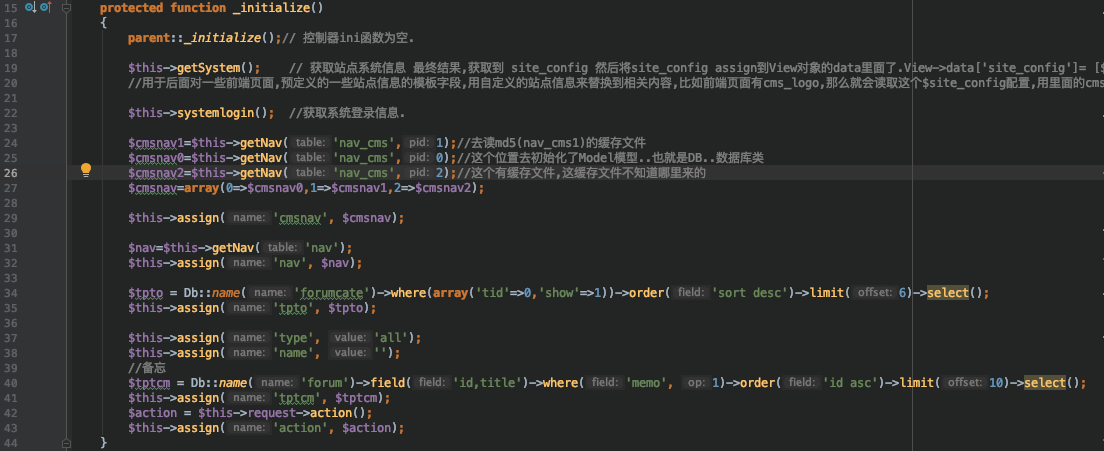 15 protected function _initialize()
16 {
17 parent::_initialize();// 控制器ini函数为空.
18
19 $this->getSystem(); // 获取站点系统信息 最终结果,获取到 site_config 然后将site_config assign到View对象的data里面了.View->data['site_config']= [$
20 //用于后面对一些前端页面,预定义的一些站点信息的模板字段,用自定义的站点信息来替换到相关内容,比如前端页面有cms_logo,那么就会读取这个$site_config配置,用里面的cms
21
22 $this->systemlogin(); //获取系统登录信息.
23
24 $cmsnav1=$this->getNav( table: 'nav_cms', pid: 1);//去读md5(nav_cms1)的缓存文件
25 $cmsnav0=$this->getNav( table: 'nav_cms', pid: 0);//这个位置去初始化了Model模型..也就是DB..数据库类
26 $cmsnav2=$this->getNav( table: 'nav_cms', pid: 2);//这个有缓存文件,这缓存文件不知道哪里来的
27 $cmsnav=array(0=>$cmsnav0,1=>$cmsnav1,2=>$cmsnav2);
28
29 $this->assign( name: 'cmsnav', $cmsnav);
30
31 $nav=$this->getNav( table: 'nav');
32 $this->assign( name: 'nav', $nav);
33
34 $tpto = Db::name( name: 'forumcate')->where(array('tid'=>0,'show'=>1))->order( field: 'sort desc')->limit( offset: 6)->select();
35 $this->assign( name: 'tpto', $tpto);
36
37 $this->assign( name: 'type', value: 'all');
38 $this->assign( name: 'name', value: '');
39 //备忘
40 $tptcm = Db::name( name: 'forum')->field( field: 'id,title')->where( field: 'memo', op: 1)->order( field: 'id asc')->limit( offset: 10)->select();
41 $this->assign( name: 'tptcm', $tptcm);
42 $action = $this->request->action();
43 $this->assign( name: 'action', $action);
44 }